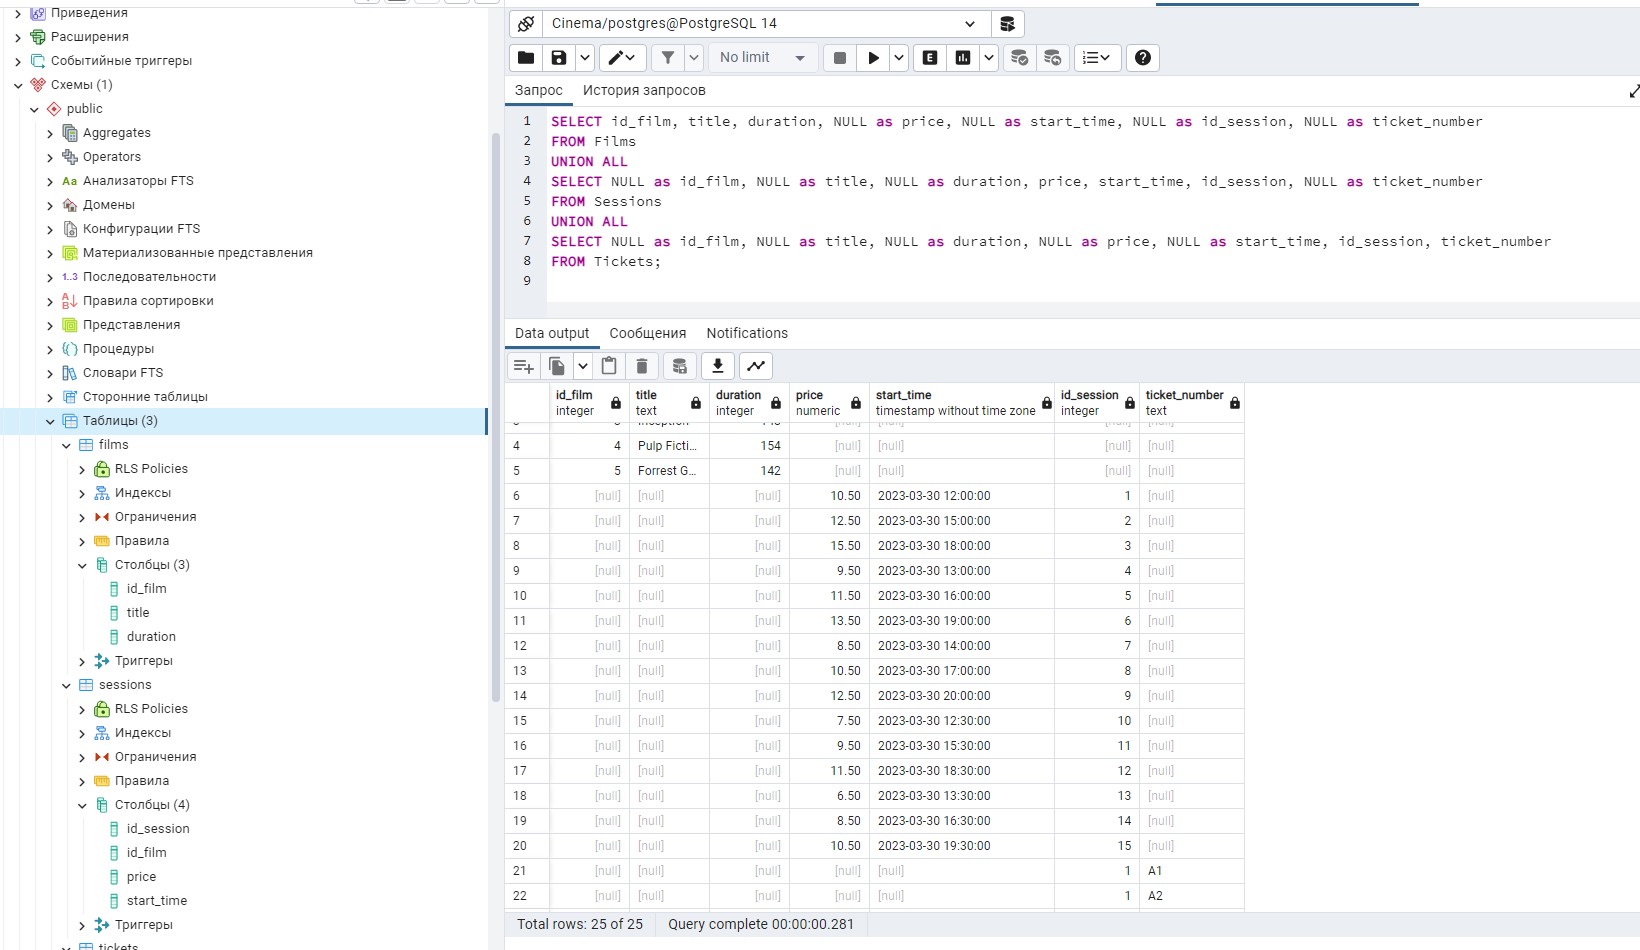 Приведения
Расширения
Событийные триггеры
Схемы (1)
public
Aggregates
Operators
Aa Анализаторы FTS
Домены
Конфигурации FTS
Материализованные представления
1..3 Последовательности
Правила сортировки
Представления
Процедуры
Словари FTS
Сторонние таблицы
Таблицы (3)
films
RLS Policies
Индексы
Ограничения
Правила
Столбцы (3)
id_film
title
duration
Триггеры
sessions
RLS Policies
Индексы
Ограничения
Правила
Столбцы (4)
id_session
id_film
price
start_time
Триггеры
tickets
Cinema/postgres@PostgreSQL 14
No limit
E
Запрос История запросов
1 SELECT id_film, title, duration, NULL as price, NULL as start_time, NULL as id_session, NULL as ticket_number
2 FROM Films
3 UNION ALL
4 SELECT NULL as id_film, NULL as title, NULL as duration, price, start_time, id_session, NULL as ticket_number
5 FROM Sessions
6 UNION ALL
7 SELECT NULL as id_film, NULL as title, NULL as duration, NULL as price, NULL as start_time, id_session, ticket_number
8 FROM Tickets;
9
Data output Сообщения Notifications
id_film title duration price start_time id_session ticket_number
integer text integer numeric timestamp without time zone integer text
4 4 Pulp Ficti... 154 [null] [null] [null] [null]
5 5 Forrest G... 142 [null] [null] [null] [null]
6 [null] [null] [null] 10.50 2023-03-30 12:00:00 1 [null]
7 [null] [null] [null] 12.50 2023-03-30 15:00:00 2 [null]
8 [null] [null] [null] 15.50 2023-03-30 18:00:00 3 [null]
9 [null] [null] [null] 9.50 2023-03-30 13:00:00 4 [null]
10 [null] [null] [null] 11.50 2023-03-30 16:00:00 5 [null]
11 [null] [null] [null] 13.50 2023-03-30 19:00:00 6 [null]
12 [null] [null] [null] 8.50 2023-03-30 14:00:00 7 [null]
13 [null] [null] [null] 10.50 2023-03-30 17:00:00 8 [null]
14 [null] [null] [null] 12.50 2023-03-30 20:00:00 9 [null]
15 [null] [null] [null] 7.50 2023-03-30 12:30:00 10 [null]
16 [null] [null] [null] 9.50 2023-03-30 15:30:00 11 [null]
17 [null] [null] [null] 11.50 2023-03-30 18:30:00 12 [null]
18 [null] [null] [null] 6.50 2023-03-30 13:30:00 13 [null]
19 [null] [null] [null] 8.50 2023-03-30 16:30:00 14 [null]
20 [null] [null] [null] 10.50 2023-03-30 19:30:00 15 [null]
21 [null] [null] [null] [null] [null] 1 A1
22 [null] [null] [null] [null] [null] 1 A2
Total rows: 25 of 25 Query complete 00:00:00.281